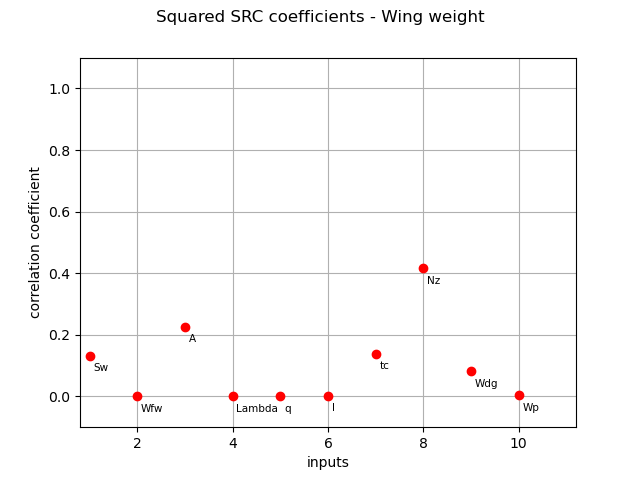 Squared SRC coefficients - Wing weight
correlation coefficient
1.0
0.8
0.6
0.4
0.2
0.0
Nz
A
Sw
tc
Wdg
Wfw
Lambda
q
l
Wp
2
4
6
8
10
inputs